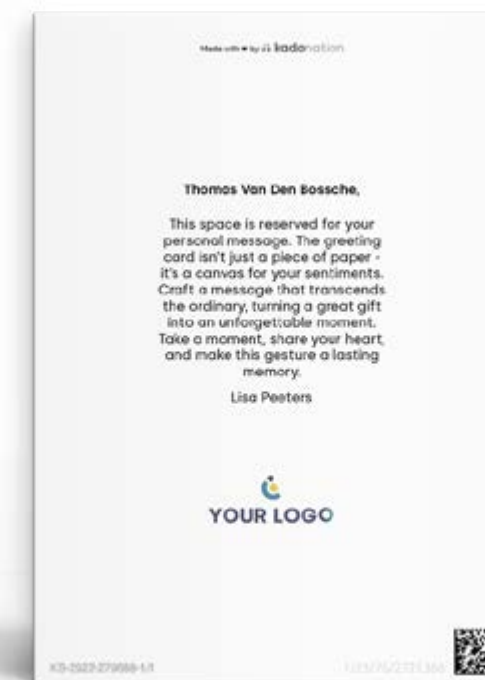 Made with ❤ by kadonation
Thomas Van Den Bossche,
This space is reserved for your
personal message. The greeting
card isn't just a piece of paper -
it's a canvas for your sentiments.
Craft a message that transcends
the ordinary, turning a great gift
into an unforgettable moment.
Take a moment, share your heart,
and make this gesture a lasting
memory.
Lisa Peeters
YOUR LOGO